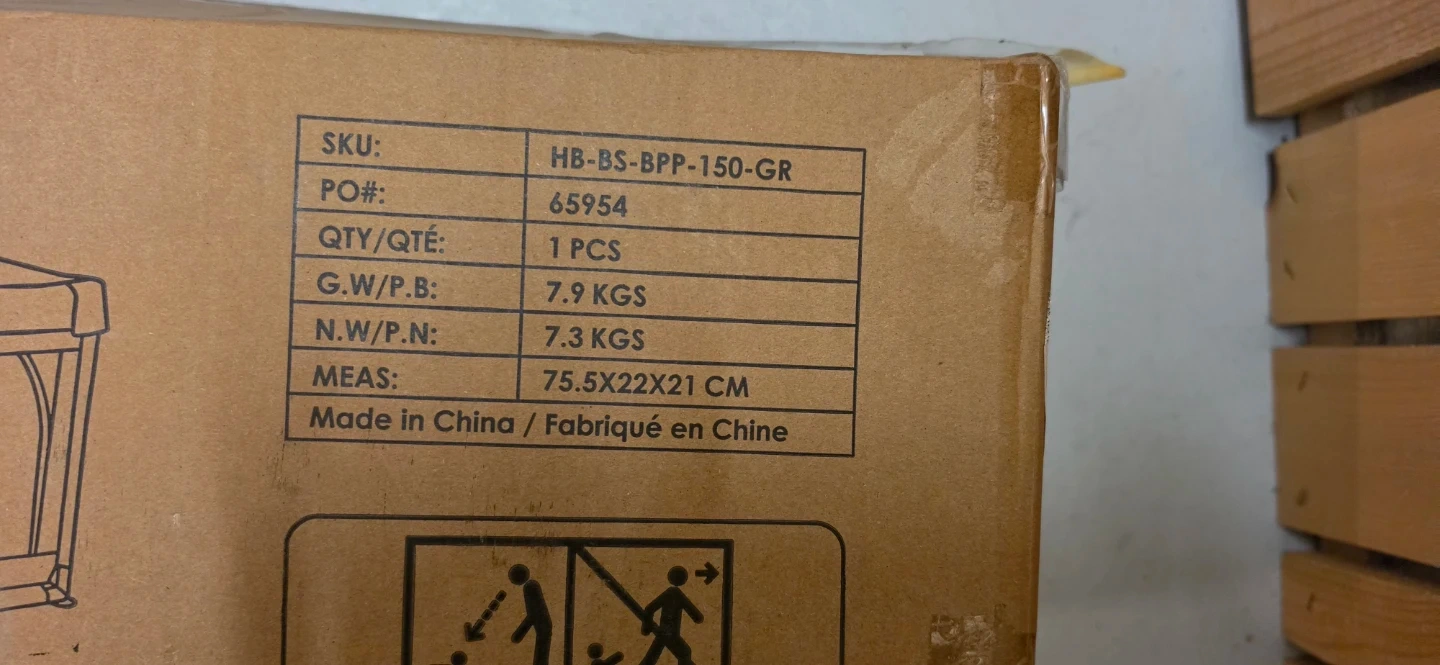 SKU: HB-BS-BPP-150-GR
PO#: 65954
QTY/QTÉ: 1 PCS
G.W/P.B: 7.9 KGS
N.W/P.N: 7.3 KGS
MEAS: 75.5X22X21 CM
Made in China / Fabriqué en Chine